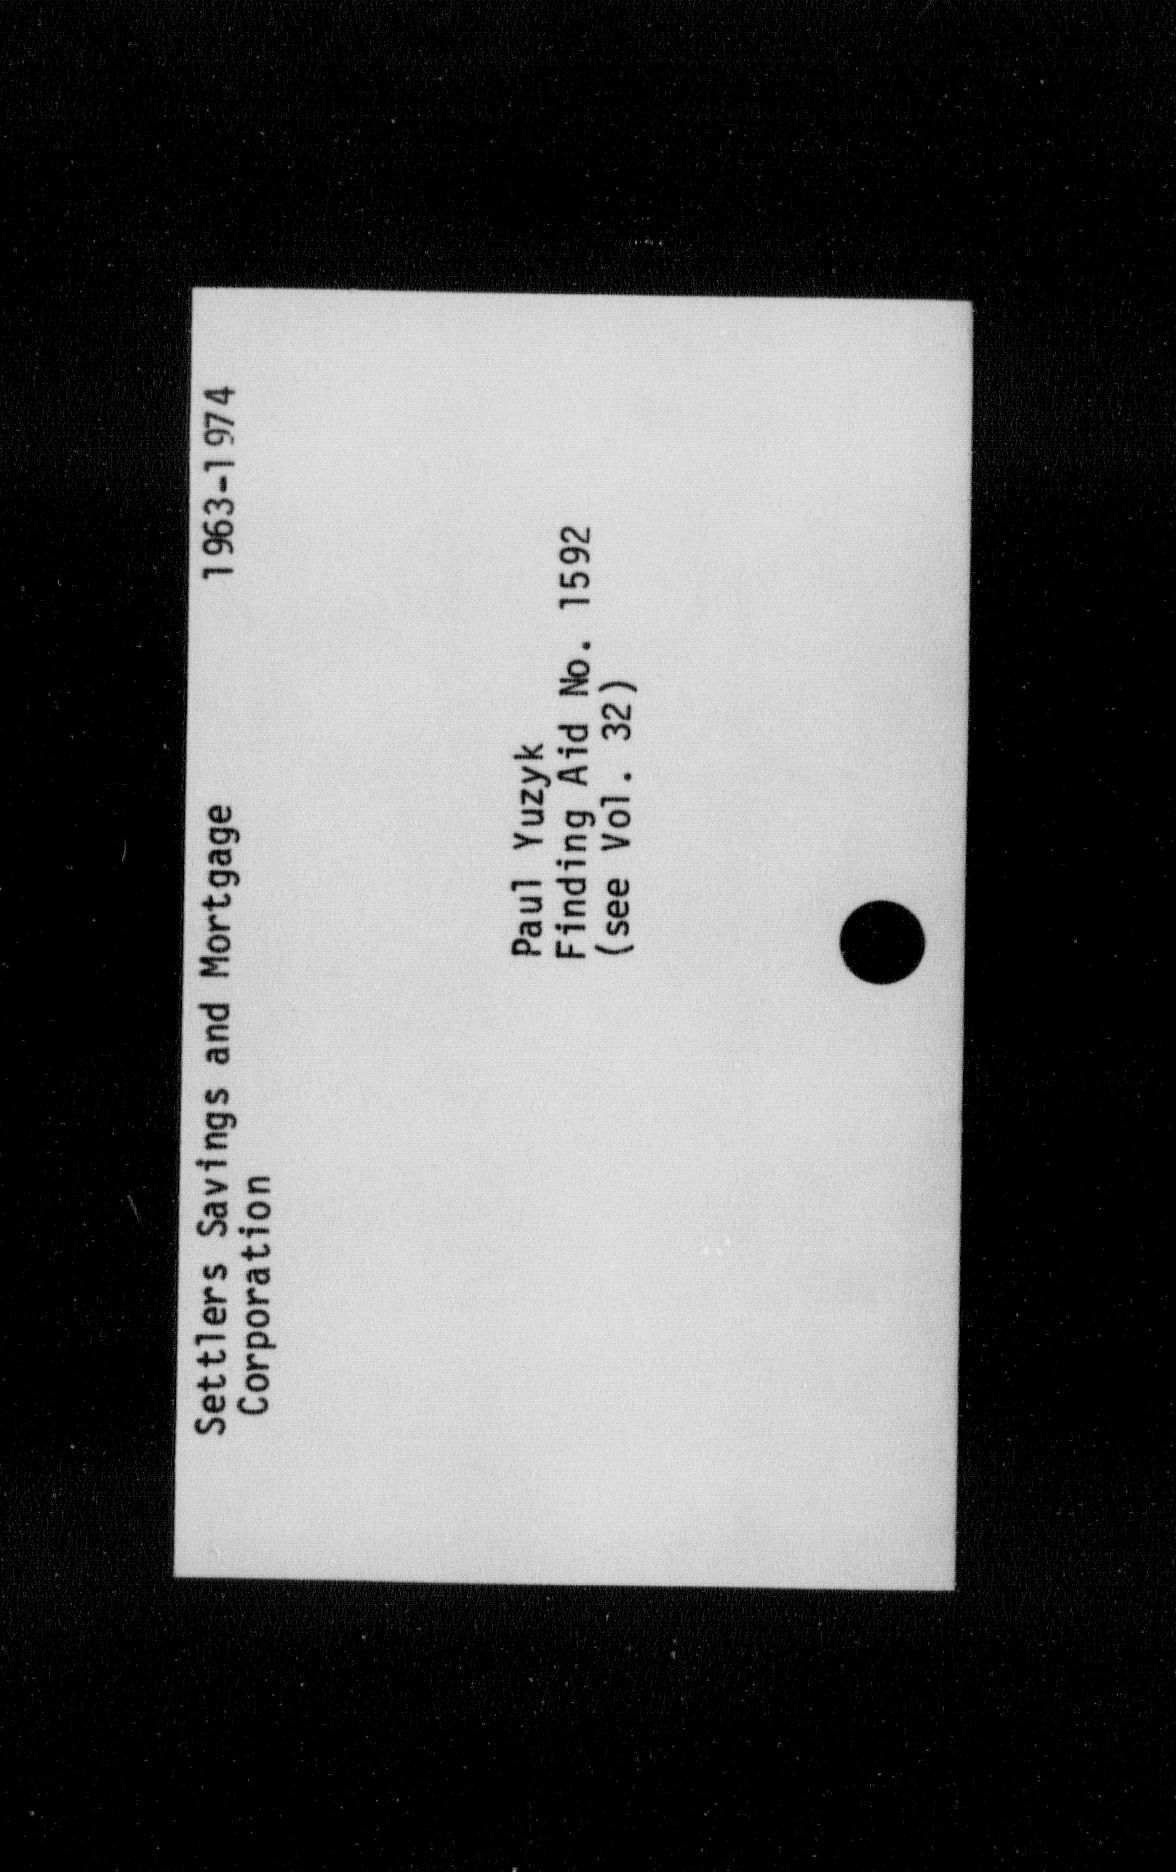 Settlers Savings and Mortgage 1963-1974
Corporation
Paul Yuzyk
Finding Aid No. 1592
(see Vol. 32)